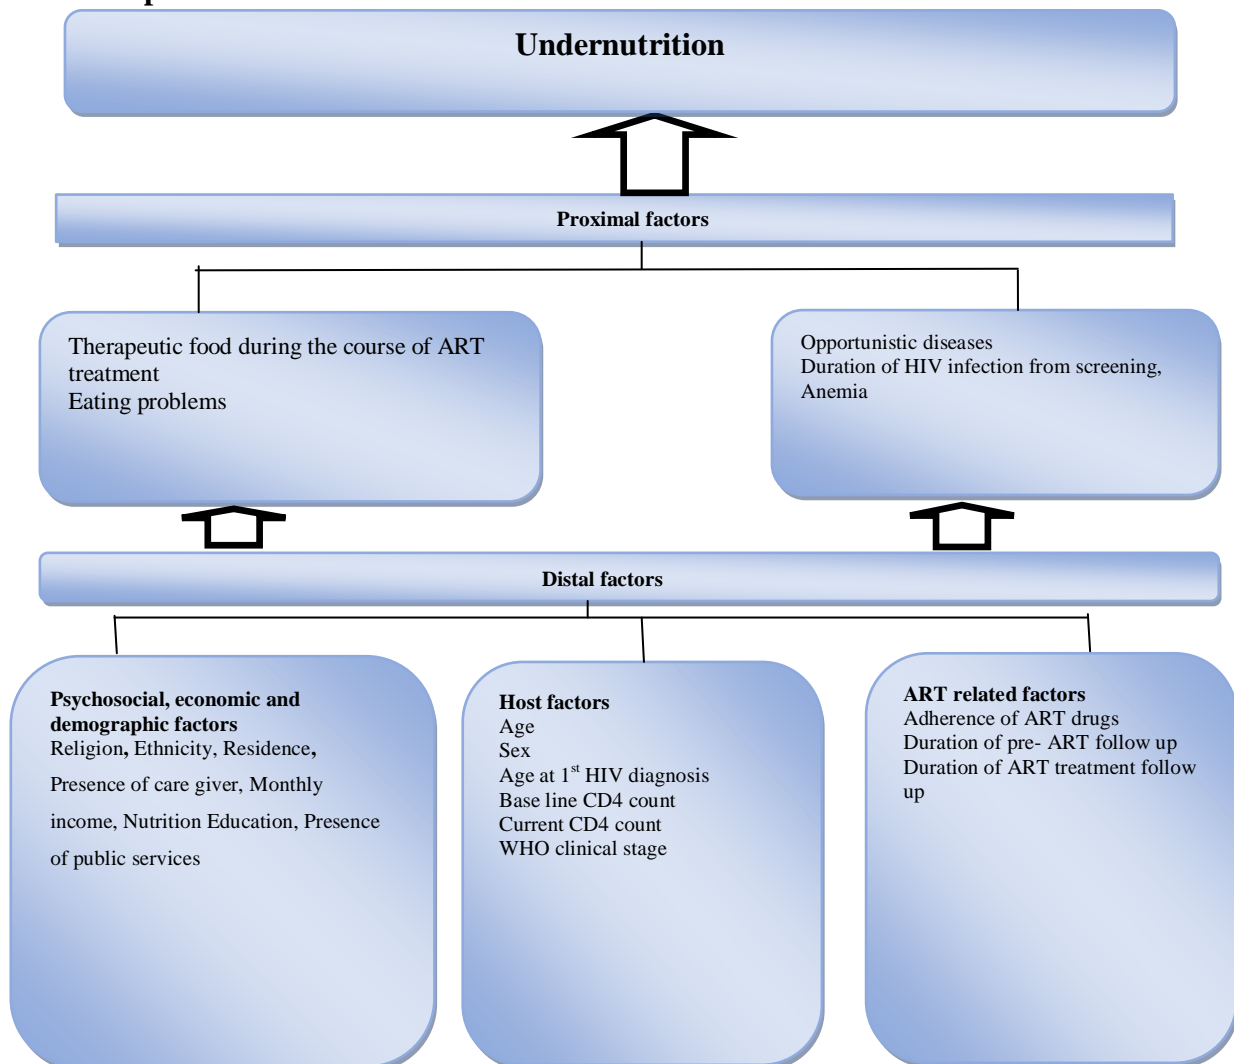 Undernutrition
Proximal factors
Therapeutic food during the course of ART
treatment
Eating problems
Opportunistic diseases
Duration of HIV infection from screening,
Anemia
Distal factors
Psychosocial, economic and
demographic factors
Religion, Ethnicity, Residence,
Presence of care giver, Monthly
income, Nutrition Education, Presence
of public services
Host factors
Age
Sex
Age at 1st HIV diagnosis
Base line CD4 count
Current CD4 count
WHO clinical stage
ART related factors
Adherence of ART drugs
Duration of pre- ART follow up
Duration of ART treatment follow
up